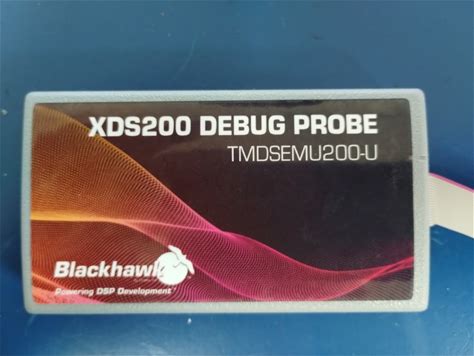 XDS200 DEBUG PROBE
TMDSEMU200-U
Blackhawk
Powering DSP Development